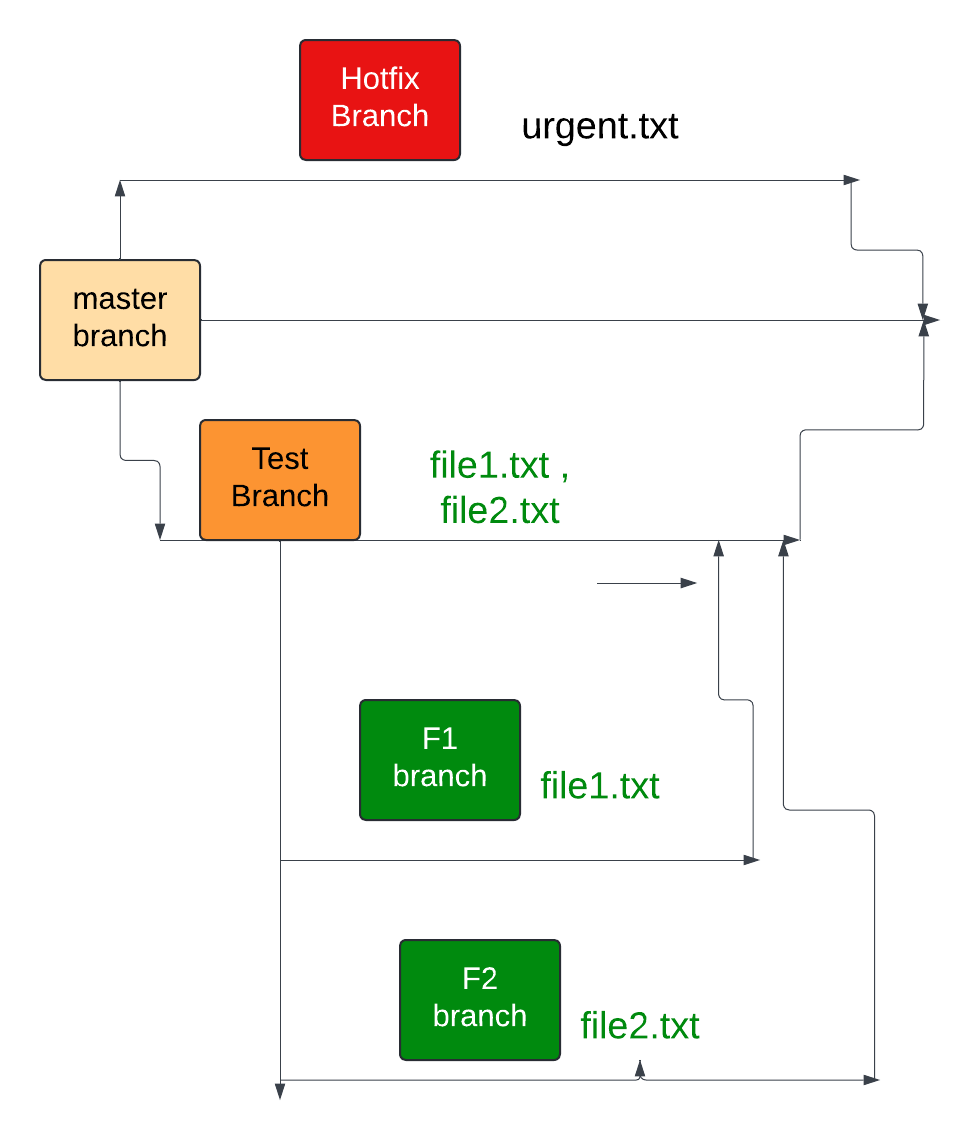 Hotfix
Branch
urgent.txt
master
branch
Test
Branch
file1.txt ,
file2.txt
F1
branch
file1.txt
F2
branch
file2.txt